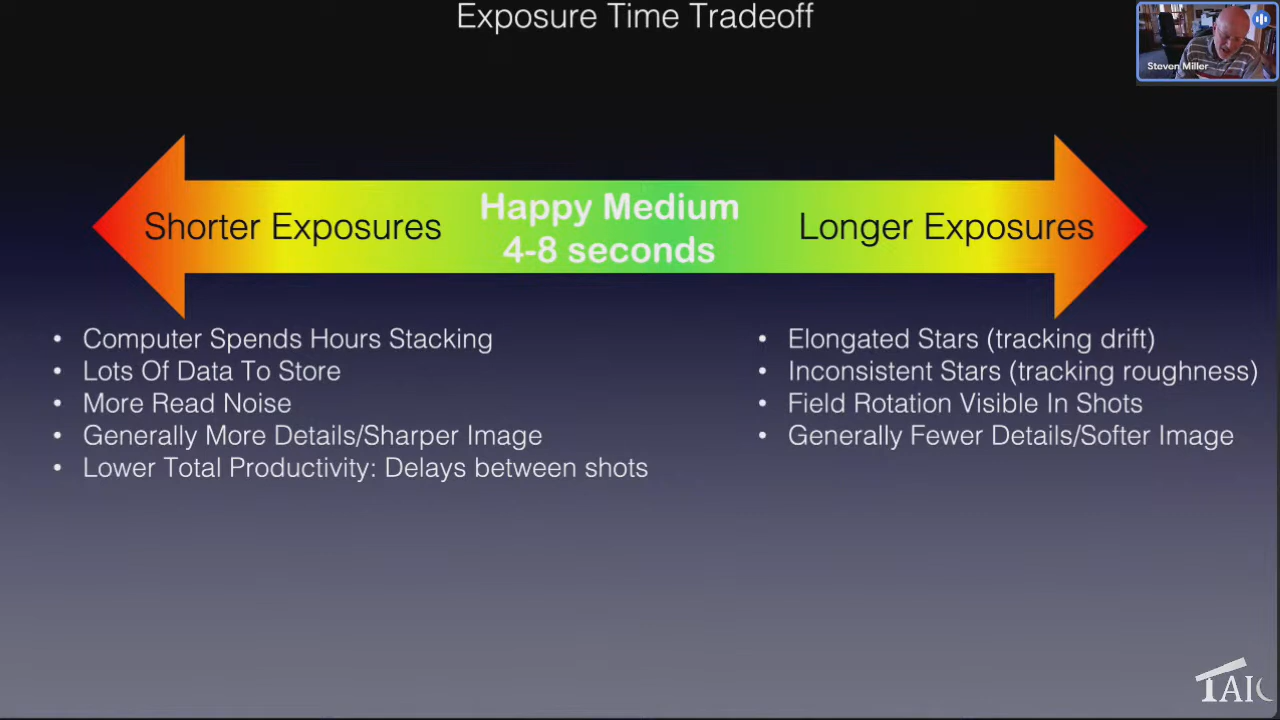 Exposure Time Tradeoff
Steven Miller
Shorter Exposures
Happy Medium
4-8 seconds
Longer Exposures
• Computer Spends Hours Stacking
• Lots Of Data To Store
• More Read Noise
• Generally More Details/Sharper Image
• Lower Total Productivity: Delays between shots
• Elongated Stars (tracking drift)
• Inconsistent Stars (tracking roughness)
• Field Rotation Visible In Shots
• Generally Fewer Details/Softer Image
TAIC